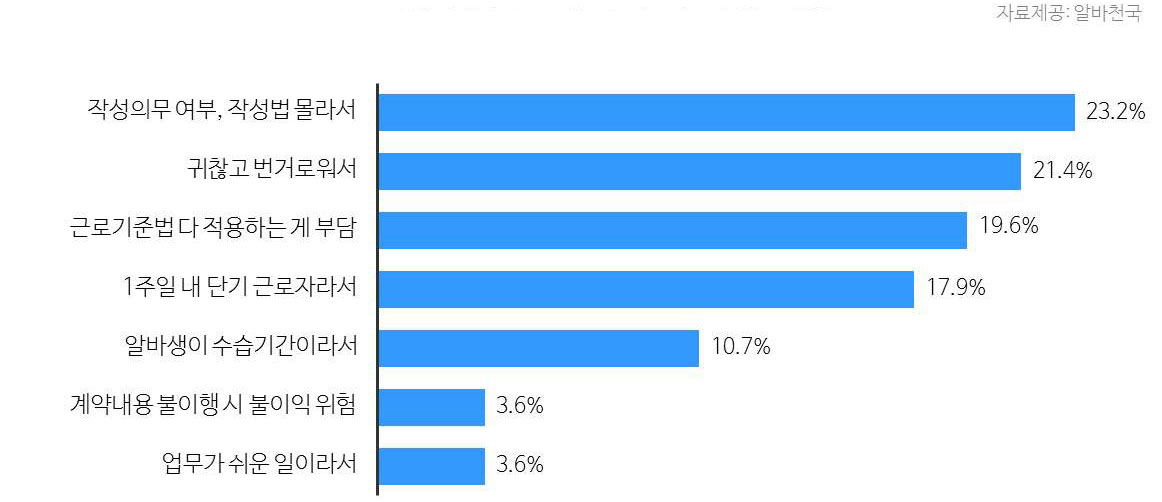 자료제공: 알바천국
작성의무 여부, 작성법 몰라서 23.2%
귀찮고 번거로워서 21.4%
근로기준법 다 적용하는 게 부담 19.6%
1주일 내 단기 근로자라서 17.9%
알바생이 수습기간이라서 10.7%
계약내용 불이행 시 불이익 위험 3.6%
업무가 쉬운 일이라서 3.6%